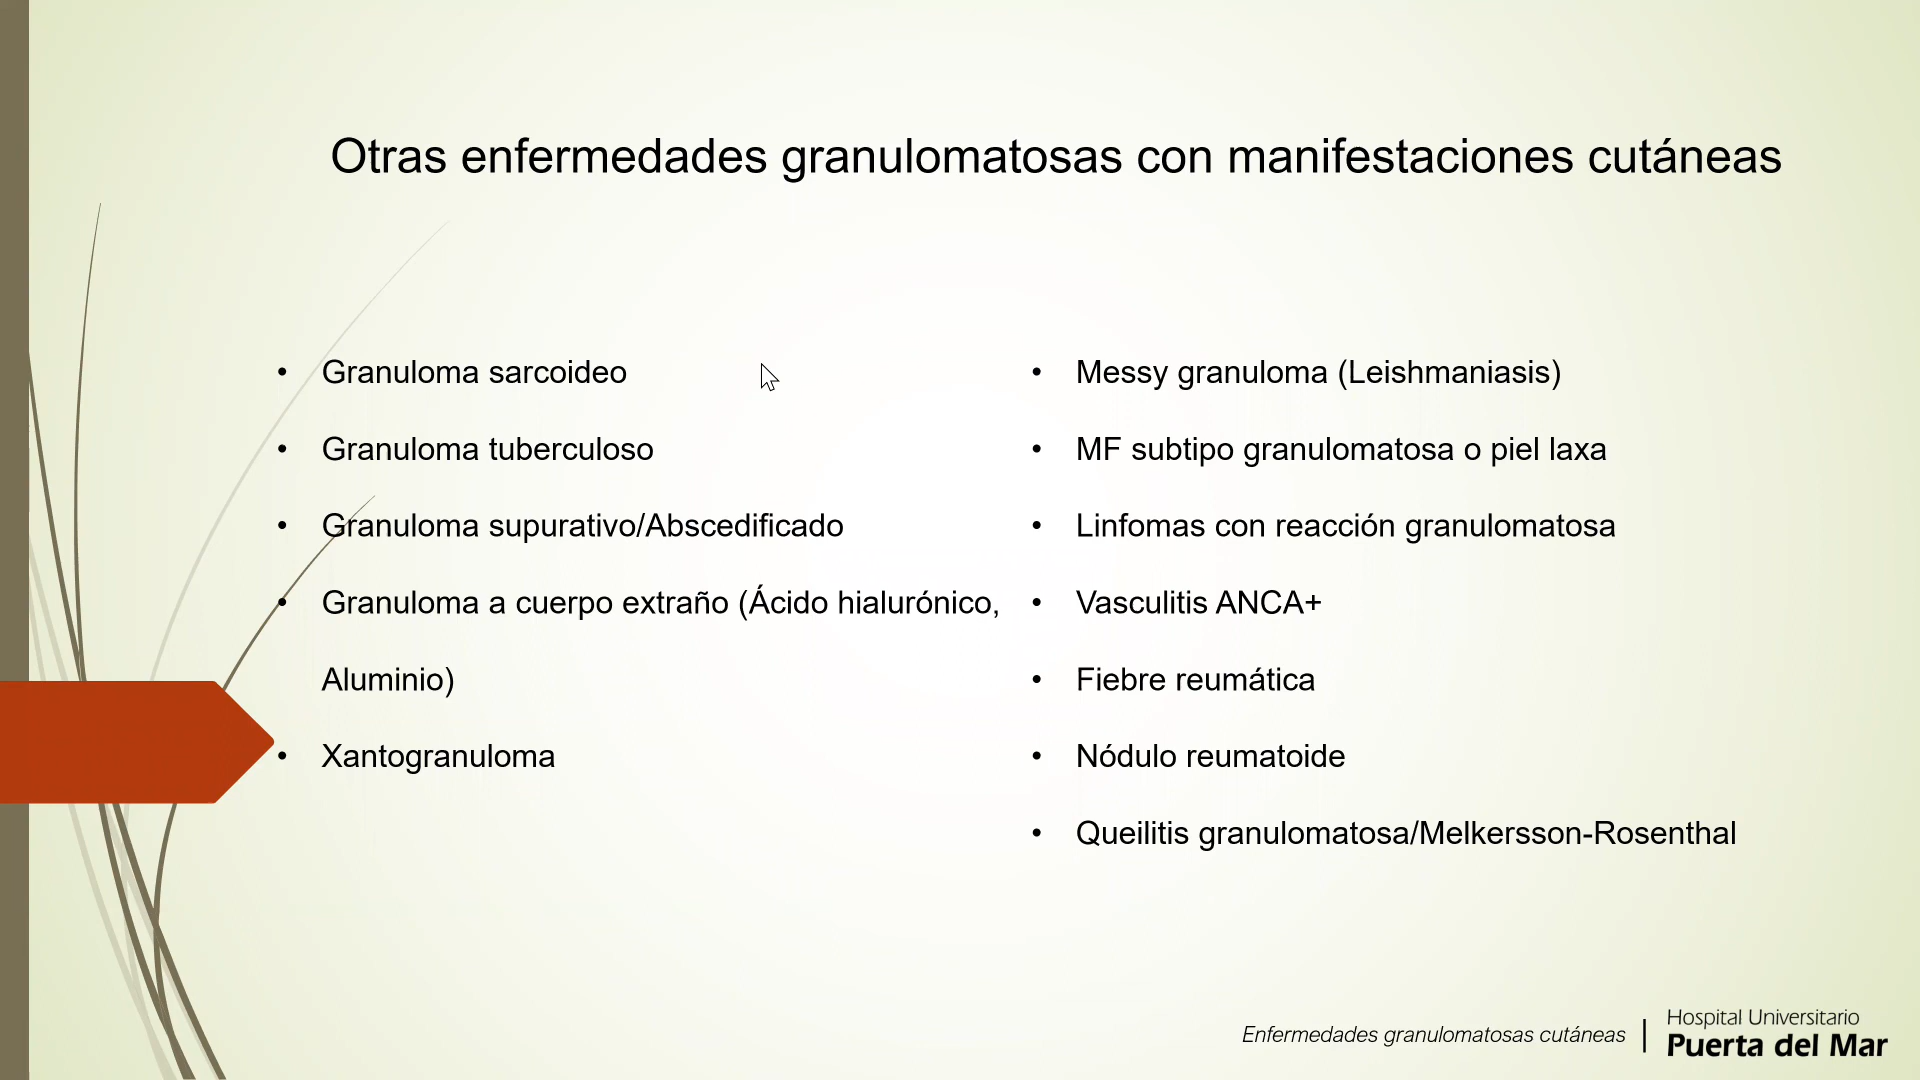 Otras enfermedades granulomatosas con manifestaciones cutáneas
• Granuloma sarcoideo
• Granuloma tuberculoso
• Granuloma supurativo/Abscedificado
• Granuloma a cuerpo extraño (Ácido hialurónico,
Aluminio)
• Xantogranuloma
• Messy granuloma (Leishmaniasis)
• MF subtipo granulomatosa o piel laxa
• Linfomas con reacción granulomatosa
• Vasculitis ANCA+
• Fiebre reumática
• Nódulo reumatoide
• Queilitis granulomatosa/Melkersson-Rosenthal
Enfermedades granulomatosas cutáneas
Hospital Universitario
Puerta del Mar